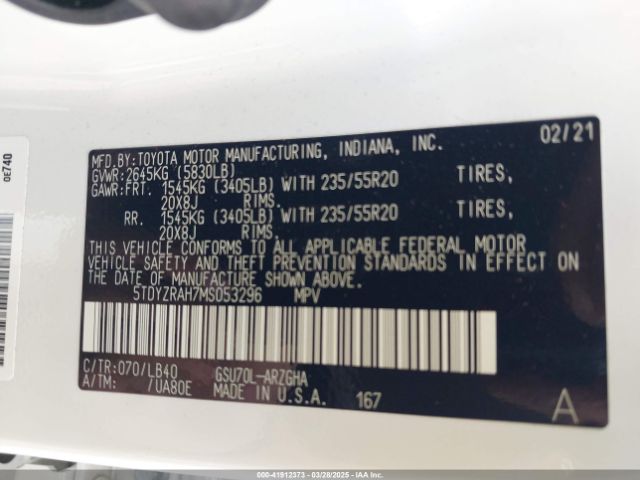 0E740
MFD.BY:TOYOTA MOTOR MANUFACTURING, INDIANA, INC. 02/21
GVWR:2645KG (5830LB)
GAWR:FRT. 1545KG (3405LB) WITH 235/55R20 TIRES,
20X8J RIMS.
RR. 1545KG (3405LB) WITH 235/55R20 TIRES,
20X8J RIMS.
THIS VEHICLE CONFORMS TO ALL APPLICABLE FEDERAL MOTOR
VEHICLE SAFETY AND THEFT PREVENTION STANDARDS IN EFFECT ON
THE DATE OF MANUFACTURE SHOWN ABOVE.
5TDYZRAH7MS053296 MPV
C/TR:070/LB40 GSU70L-ARZGHA
A/TM: /UA80E MADE IN U.S.A. 167 A
000-41912373 | 03/28/2025 | IAAI.COM